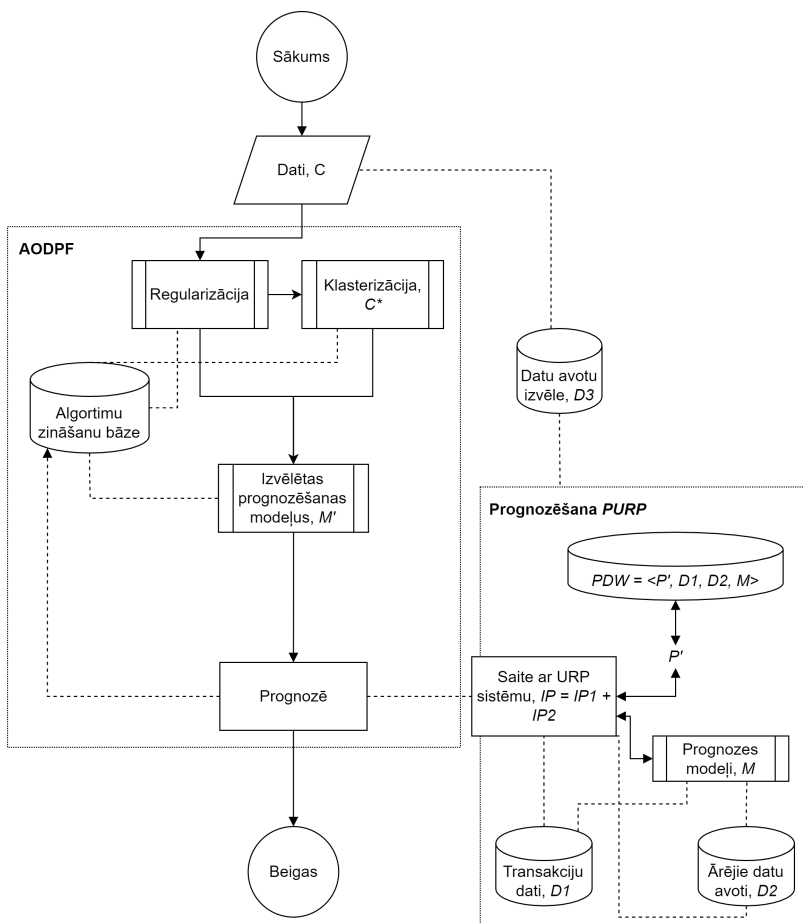 Sākums
Dati, C
AODPF
Regularizācija
Klasterizācija,
C*
Datu avotu
izvēle, D3
Algortimu
zināšanu bāze
Izvēlētas
prognozēšanas
modeļus, M'
Prognozēšana PURP
PDW = <P', D1, D2, M>
P'
Saite ar URP
sistēmu, IP = IP1 +
IP2
Prognozē
Prognozes
modeļi, M
Transakciju
dati, D1
Ārējie datu
avoti, D2
Beigas